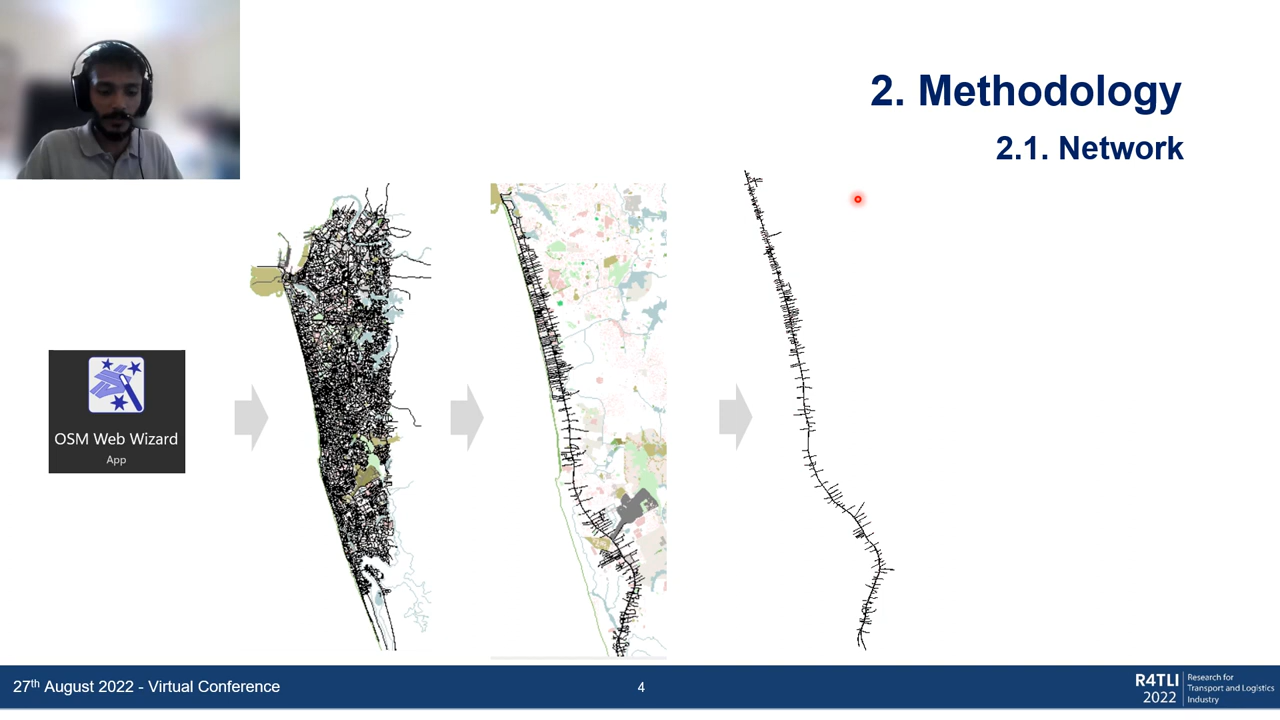 2. Methodology
2.1. Network
OSM Web Wizard
App
27th August 2022 - Virtual Conference
4
R4TLI
2022
Research for
Transport and Logistics
Industry